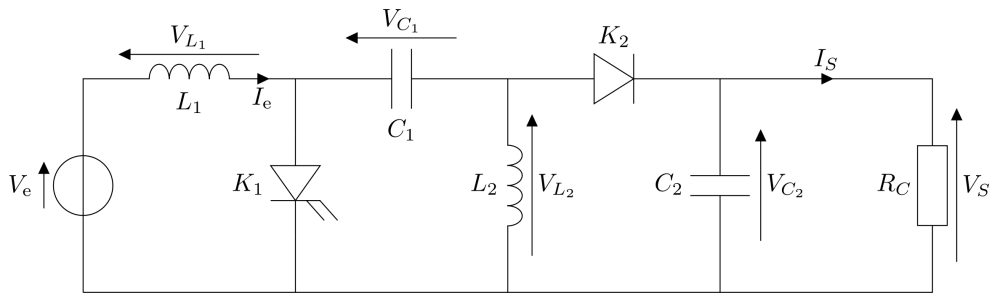 V_{L_1}
V_{C_1}
K_2
I_S
L_1
I_e
C_1
V_e
K_1
L_2
V_{L_2}
C_2
V_{C_2}
R_C
V_S